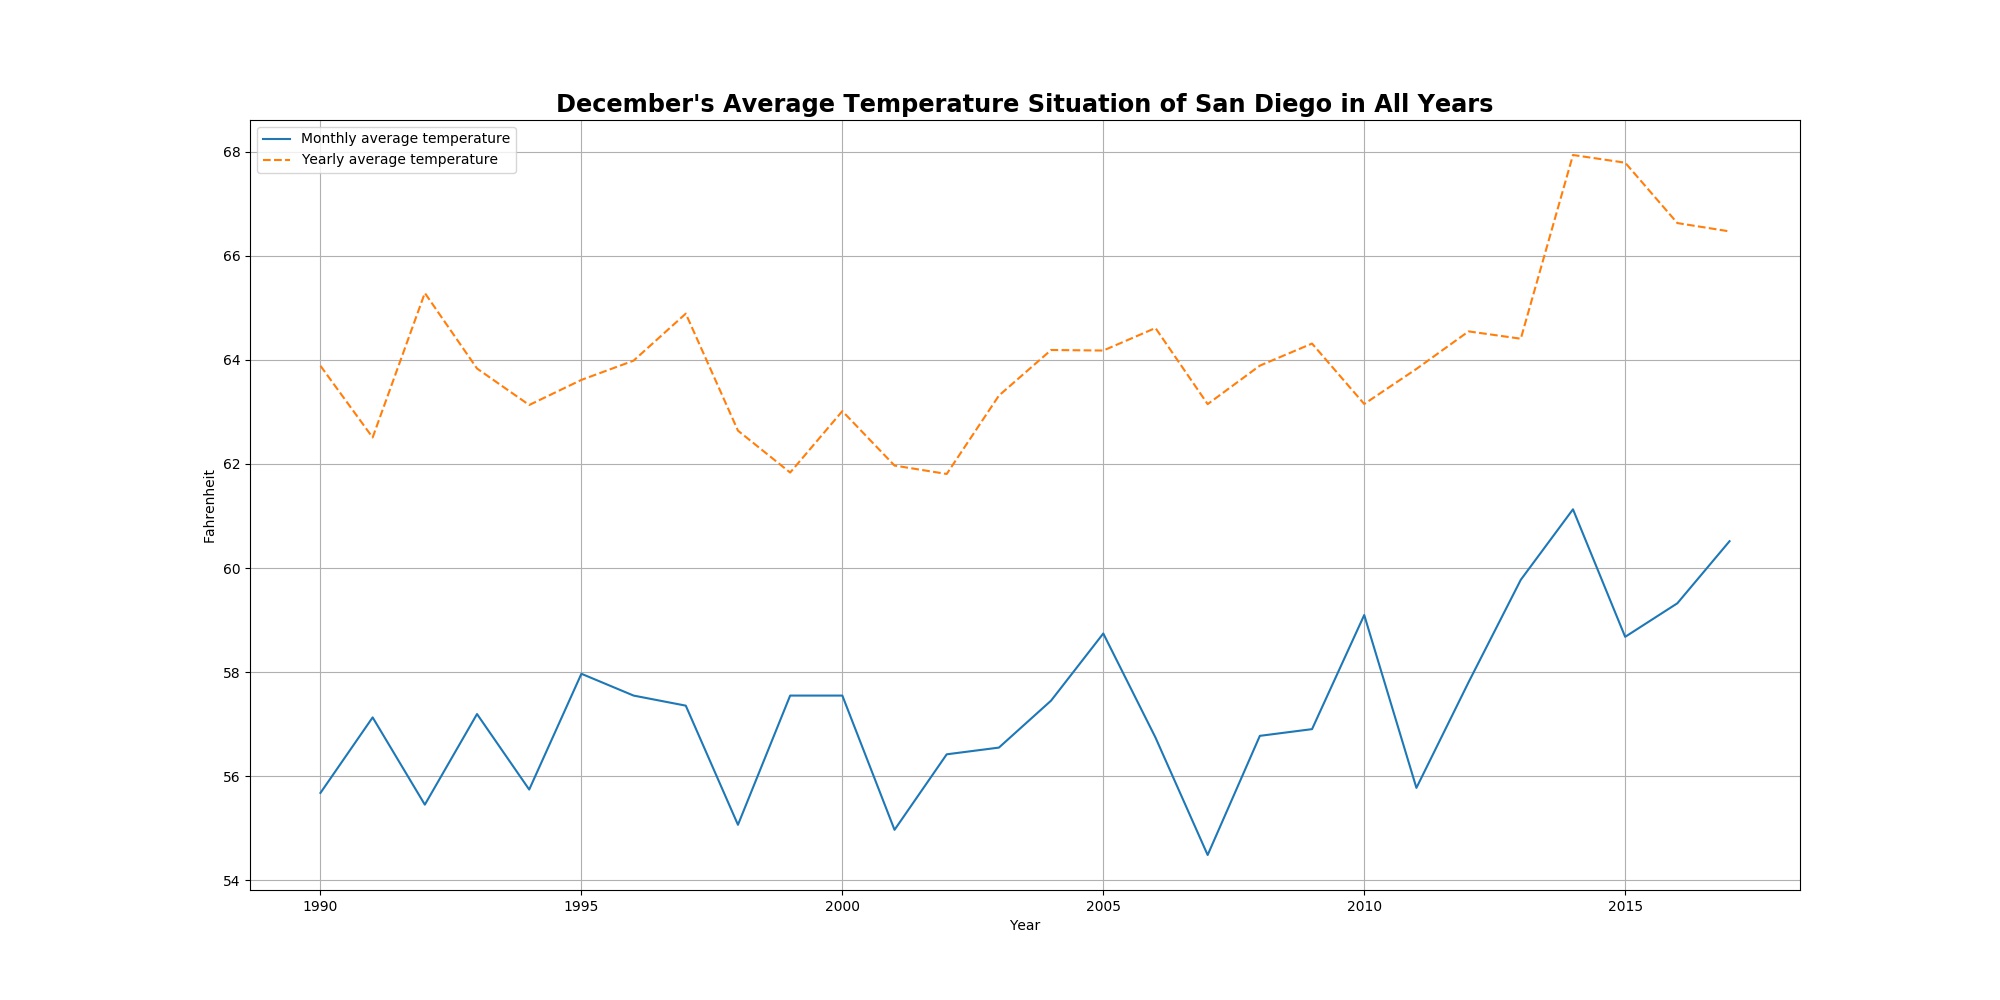 December's Average Temperature Situation of San Diego in All Years
Monthly average temperature
Yearly average temperature
68
66
64
62
60
58
56
54
Fahrenheit
1990 1995 2000 2005 2010 2015
Year